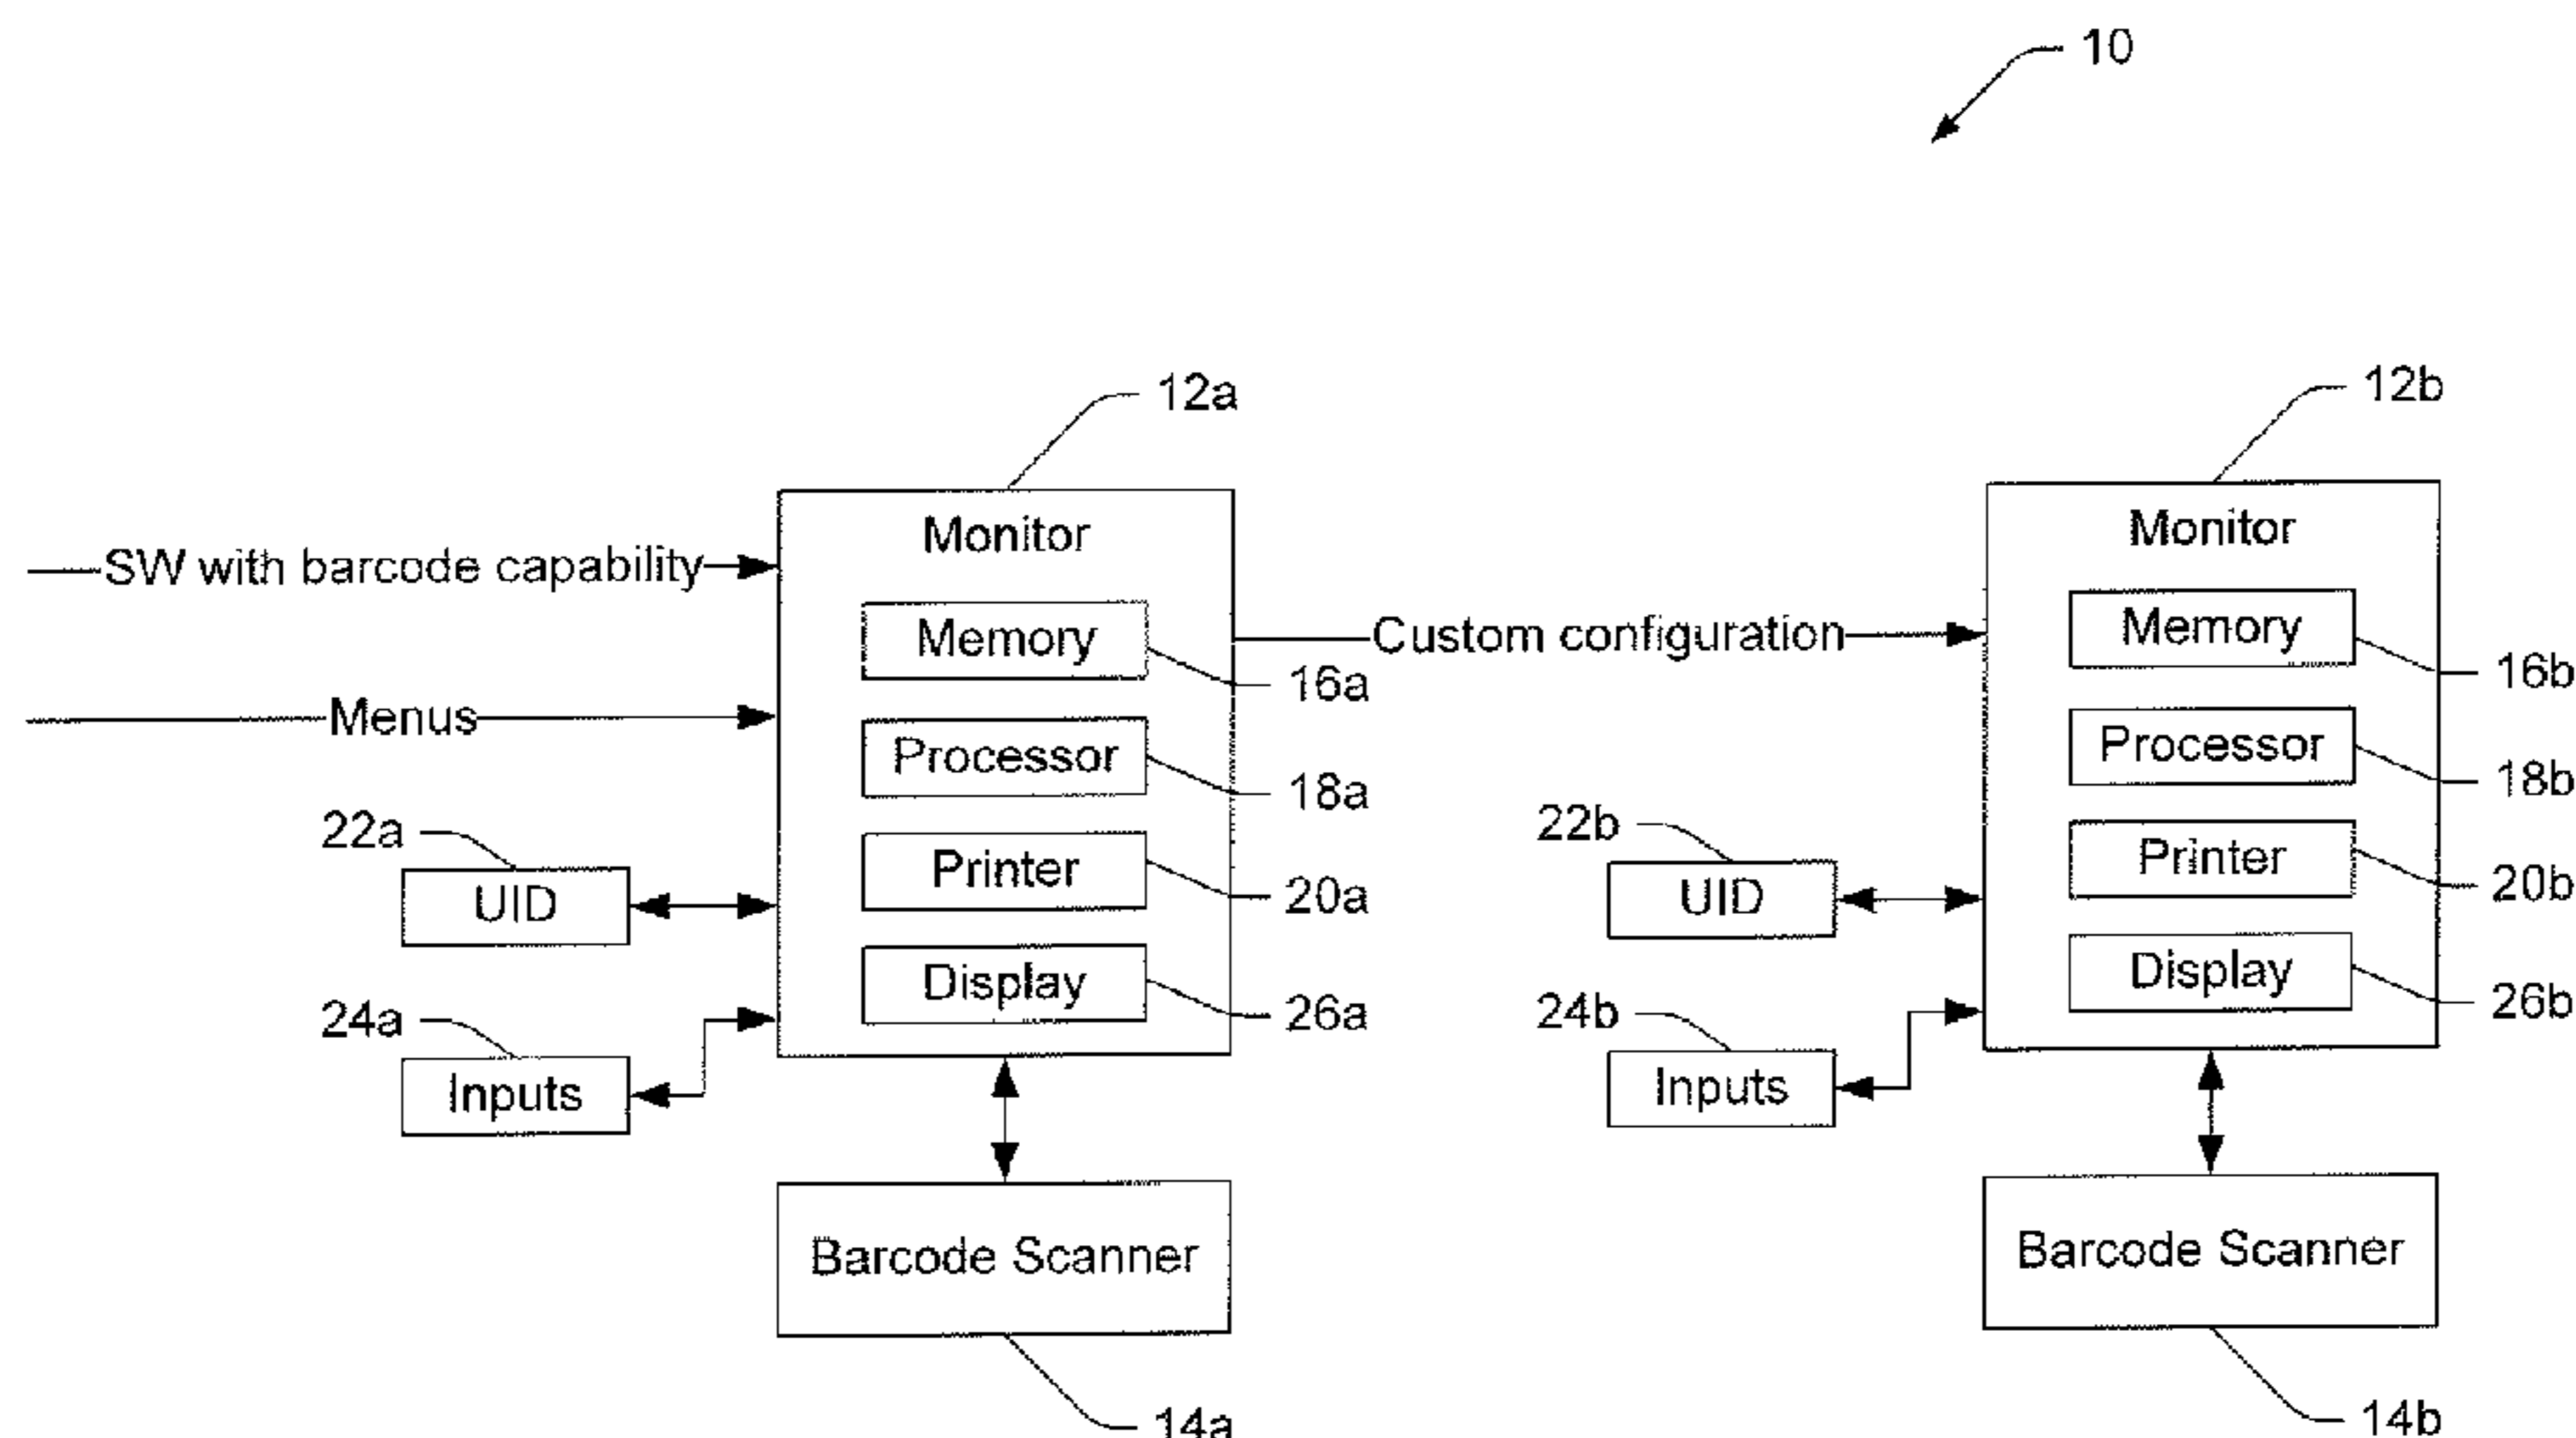 10
12a
12b
Monitor
Monitor
SW with barcode capability
Memory
Custom configuration
Memory
16a
16b
Menus
Processor
Processor
18a
18b
22a
22b
UID
Printer
20a
UID
Printer
20b
24a
Display
26a
24b
Display
26b
Inputs
Inputs
Barcode Scanner
Barcode Scanner
14a
14b